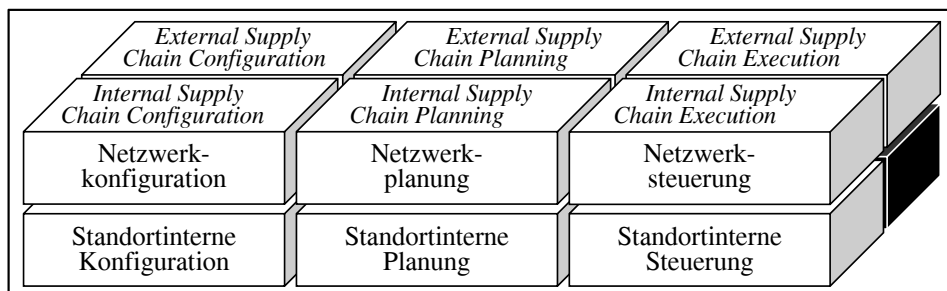 External Supply
Chain Configuration
External Supply
Chain Planning
External Supply
Chain Execution
Internal Supply
Chain Configuration
Internal Supply
Chain Planning
Internal Supply
Chain Execution
Netzwerk-
konfiguration
Netzwerk-
planung
Netzwerk-
steuerung
Standortinterne
Konfiguration
Standortinterne
Planung
Standortinterne
Steuerung